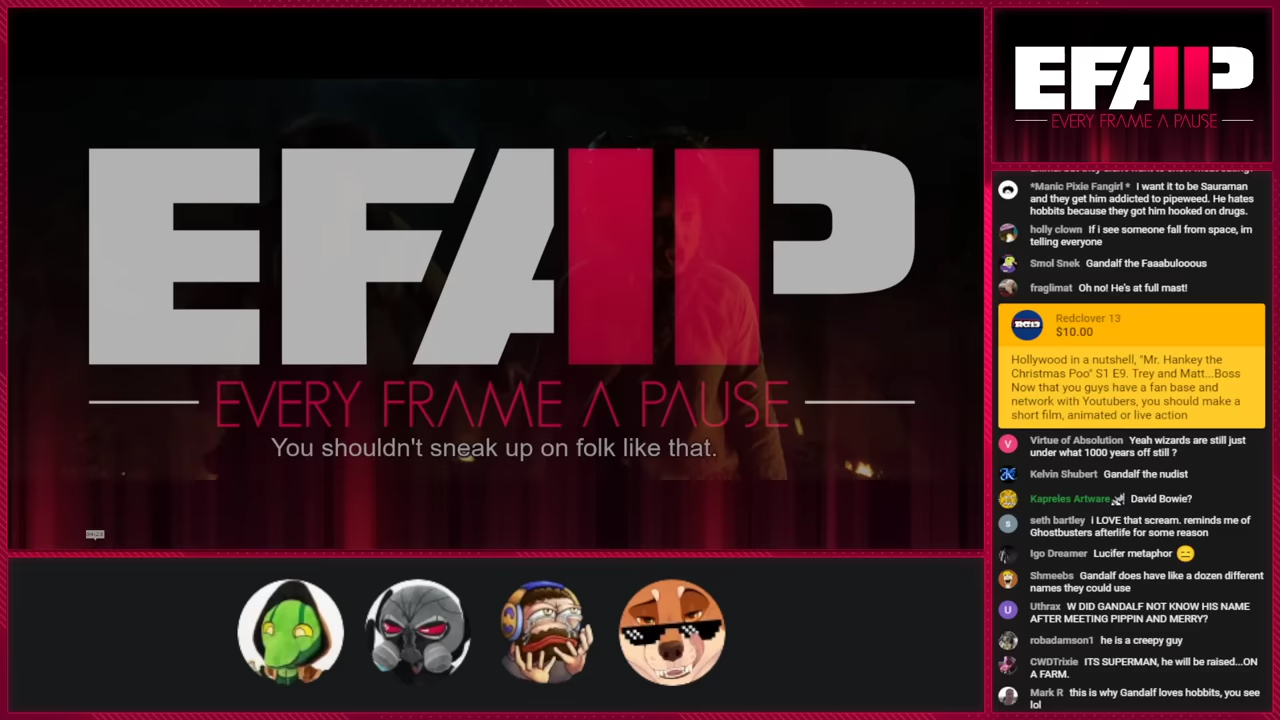 EFAP
EVERY FRAME A PAUSE
You shouldn't sneak up on folk like that.
EFAP
EVERY FRAME A PAUSE
*Manic Pixie Fangirl * I want it to be Sauraman
and they get him addicted to pipeweed. He hates
hobbits because they got him hooked on drugs.
holly clown If i see someone fall from space, im
telling everyone
Smol Snek Gandalf the Faaabulooous
fraglimat Oh no! He's at full mast!
Redclover 13
$10.00
Hollywood in a nutshell, "Mr. Hankey the
Christmas Poo" S1 E9. Trey and Matt...Boss
Now that you guys have a fan base and
network with Youtubers, you should make a
short film, animated or live action
V Virtue of Absolution Yeah wizards are still just
under what 1000 years off still ?
Kelvin Shubert Gandalf the nudist
Kapreles Artware David Bowie?
s seth bartley i LOVE that scream. reminds me of
Ghostbusters afterlife for some reason
Igo Dreamer Lucifer metaphor 😑
Shmeebs Gandalf does have like a dozen different
names they could use
U Uthrax W DID GANDALF NOT KNOW HIS NAME
AFTER MEETING PIPPIN AND MERRY?
robadamson1 he is a creepy guy
CWDTrixie ITS SUPERMAN, he will be raised...ON
A FARM.
Mark R this is why Gandalf loves hobbits, you see
lol